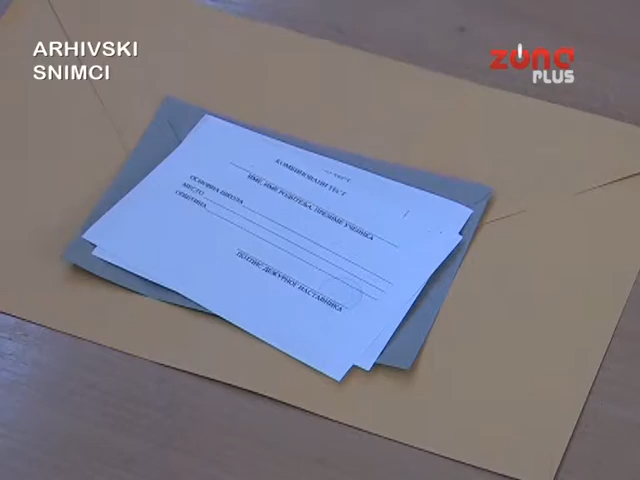 ARHIVSKI
SNIMCI
zona
PLUS
КОМБИНОВАНИ ТЕСТ
ИМЕ, ИМЕ РОДИТЕЉА, ПРЕЗИМЕ УЧЕНИКА
ОСНОВНА ШКОЛА
МЕСТО
ОПШТИНА
ПОТПИС ДЕЖУРНОГ НАСТАВНИКА